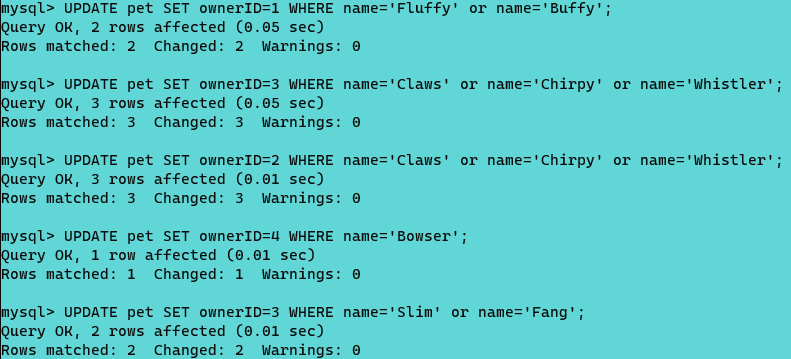 mysql> UPDATE pet SET ownerID=1 WHERE name='Fluffy' or name='Buffy';
Query OK, 2 rows affected (0.05 sec)
Rows matched: 2  Changed: 2  Warnings: 0

mysql> UPDATE pet SET ownerID=3 WHERE name='Claws' or name='Chirpy' or name='Whistler';
Query OK, 3 rows affected (0.05 sec)
Rows matched: 3  Changed: 3  Warnings: 0

mysql> UPDATE pet SET ownerID=2 WHERE name='Claws' or name='Chirpy' or name='Whistler';
Query OK, 3 rows affected (0.01 sec)
Rows matched: 3  Changed: 3  Warnings: 0

mysql> UPDATE pet SET ownerID=4 WHERE name='Bowser';
Query OK, 1 row affected (0.01 sec)
Rows matched: 1  Changed: 1  Warnings: 0

mysql> UPDATE pet SET ownerID=3 WHERE name='Slim' or name='Fang';
Query OK, 2 rows affected (0.01 sec)
Rows matched: 2  Changed: 2  Warnings: 0